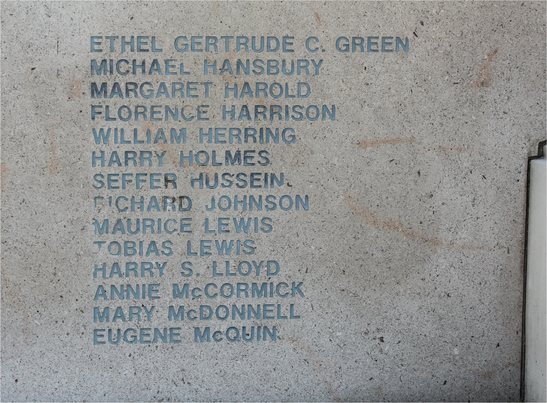 ETHEL GERTRUDE C. GREEN
MICHAEL HANSBURY
MARGARET HAROLD
FLORENCE HARRISON
WILLIAM HERRING
HARRY HOLMES
SEFFER HUSSEIN.
RICHARD JOHNSON
MAURICE LEWIS
TOBIAS LEWIS
HARRY S. LLOYD
ANNIE McCORMICK
MARY McDONNELL
EUGENE McQUIN